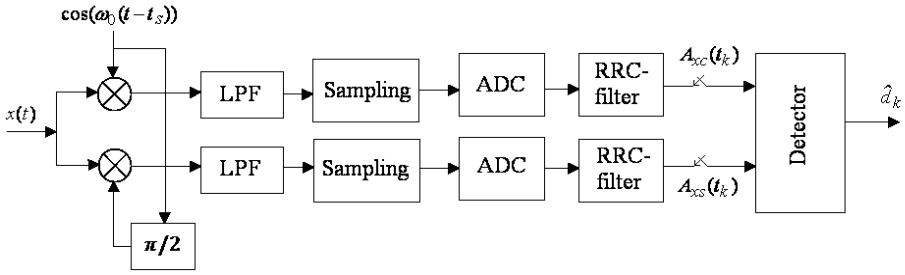 cos(ω₀(t−tₛ))
x(t)
LPF
Sampling
ADC
RRC-
filter
Aₓc(tₖ)
LPF
Sampling
ADC
RRC-
filter
Aₓₛ(tₖ)
Detector
d̂ₖ
π/2